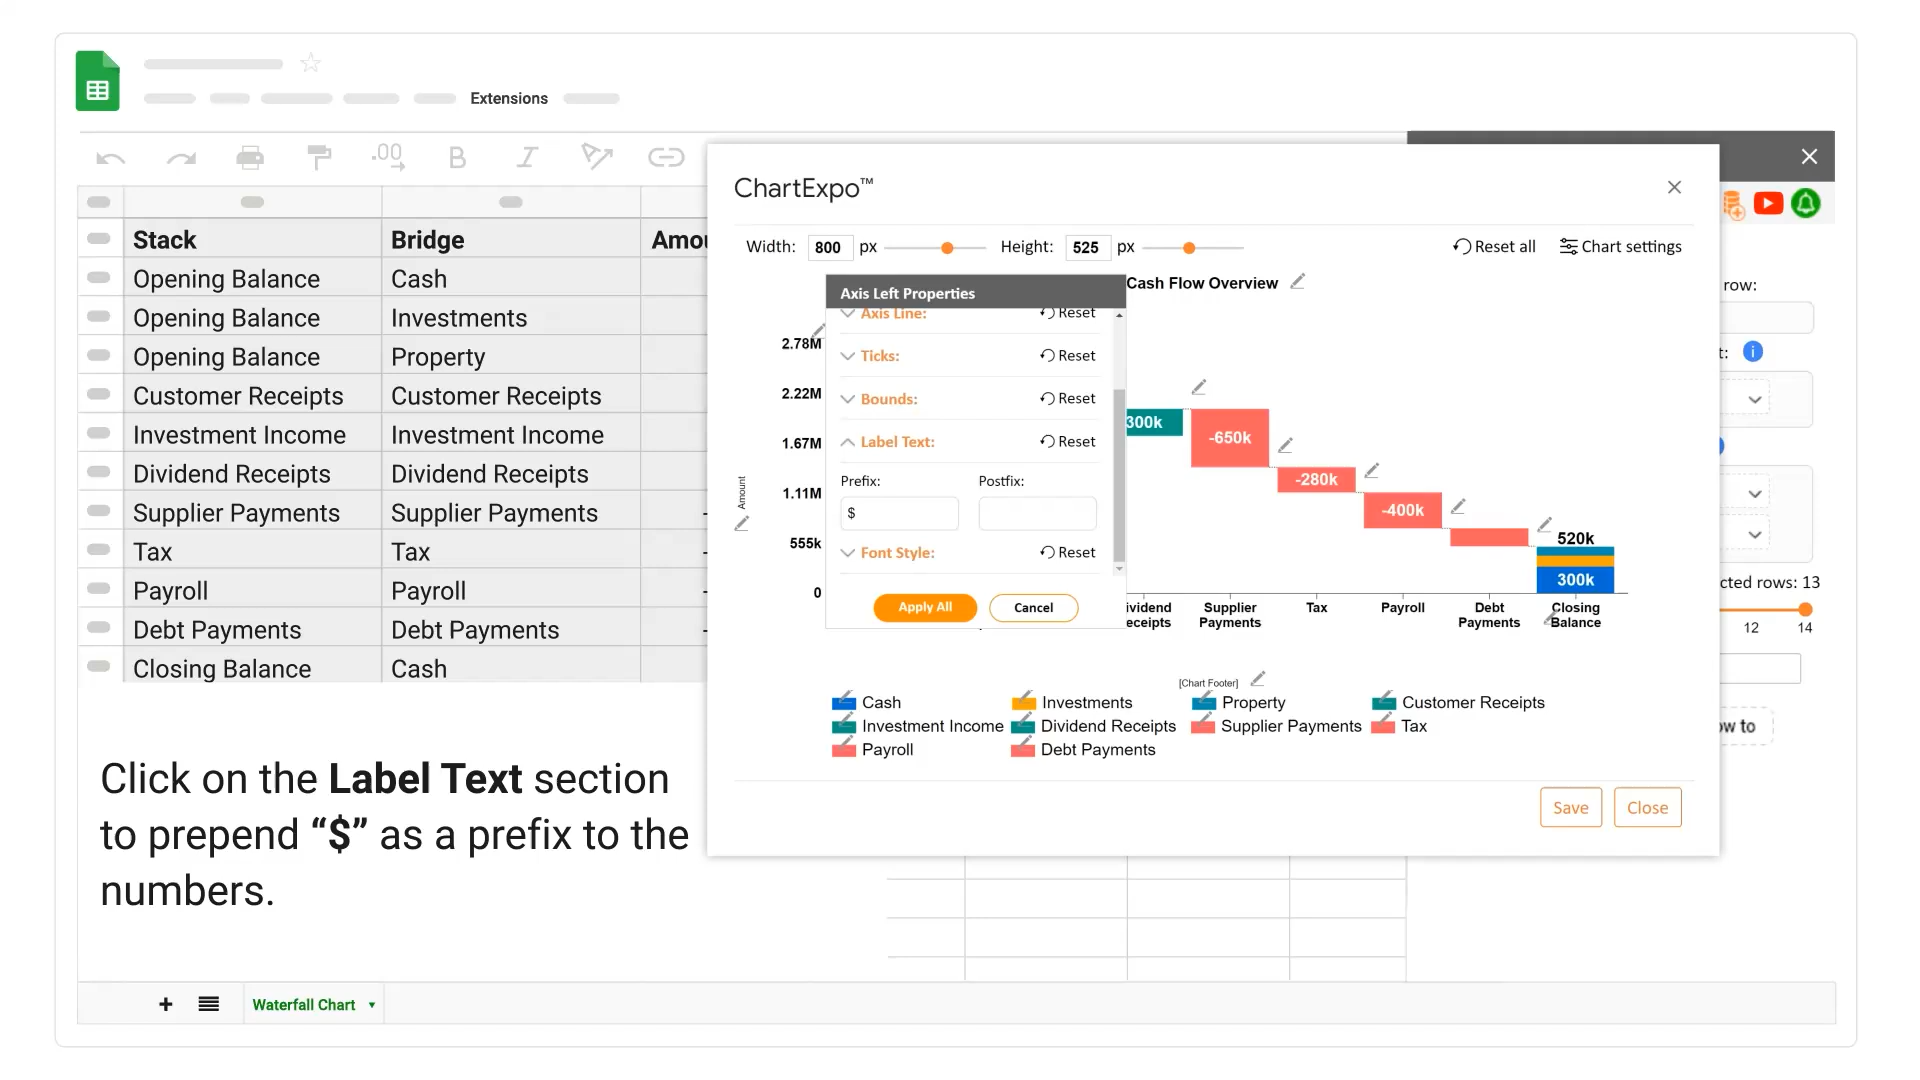 Extensions
.00
B
I
Stack Bridge Amou
Opening Balance Cash
Opening Balance Investments
Opening Balance Property
Customer Receipts Customer Receipts
Investment Income Investment Income
Dividend Receipts Dividend Receipts
Supplier Payments Supplier Payments -
Tax Tax -
Payroll Payroll -
Debt Payments Debt Payments -
Closing Balance Cash
Click on the Label Text section
to prepend “$” as a prefix to the
numbers.
+ Waterfall Chart
ChartExpo™
Width: 800 px Height: 525 px Reset all Chart settings
Cash Flow Overview
Axis Left Properties
Axis Line: Reset
Ticks: Reset
Bounds: Reset
Label Text: Reset
Prefix: Postfix:
$
Font Style: Reset
Apply All Cancel
2.78M
2.22M
1.67M
1.11M
555k
0
Amount
300k
-650k
-280k
-400k
520k
300k
ividend
eceipts
Supplier
Payments
Tax
Payroll
Debt
Payments
Closing
Balance
[Chart Footer]
Cash Investments Property Customer Receipts
Investment Income Dividend Receipts Supplier Payments Tax
Payroll Debt Payments
Save Close
row:
t: i
cted rows: 13
12 14
ow to